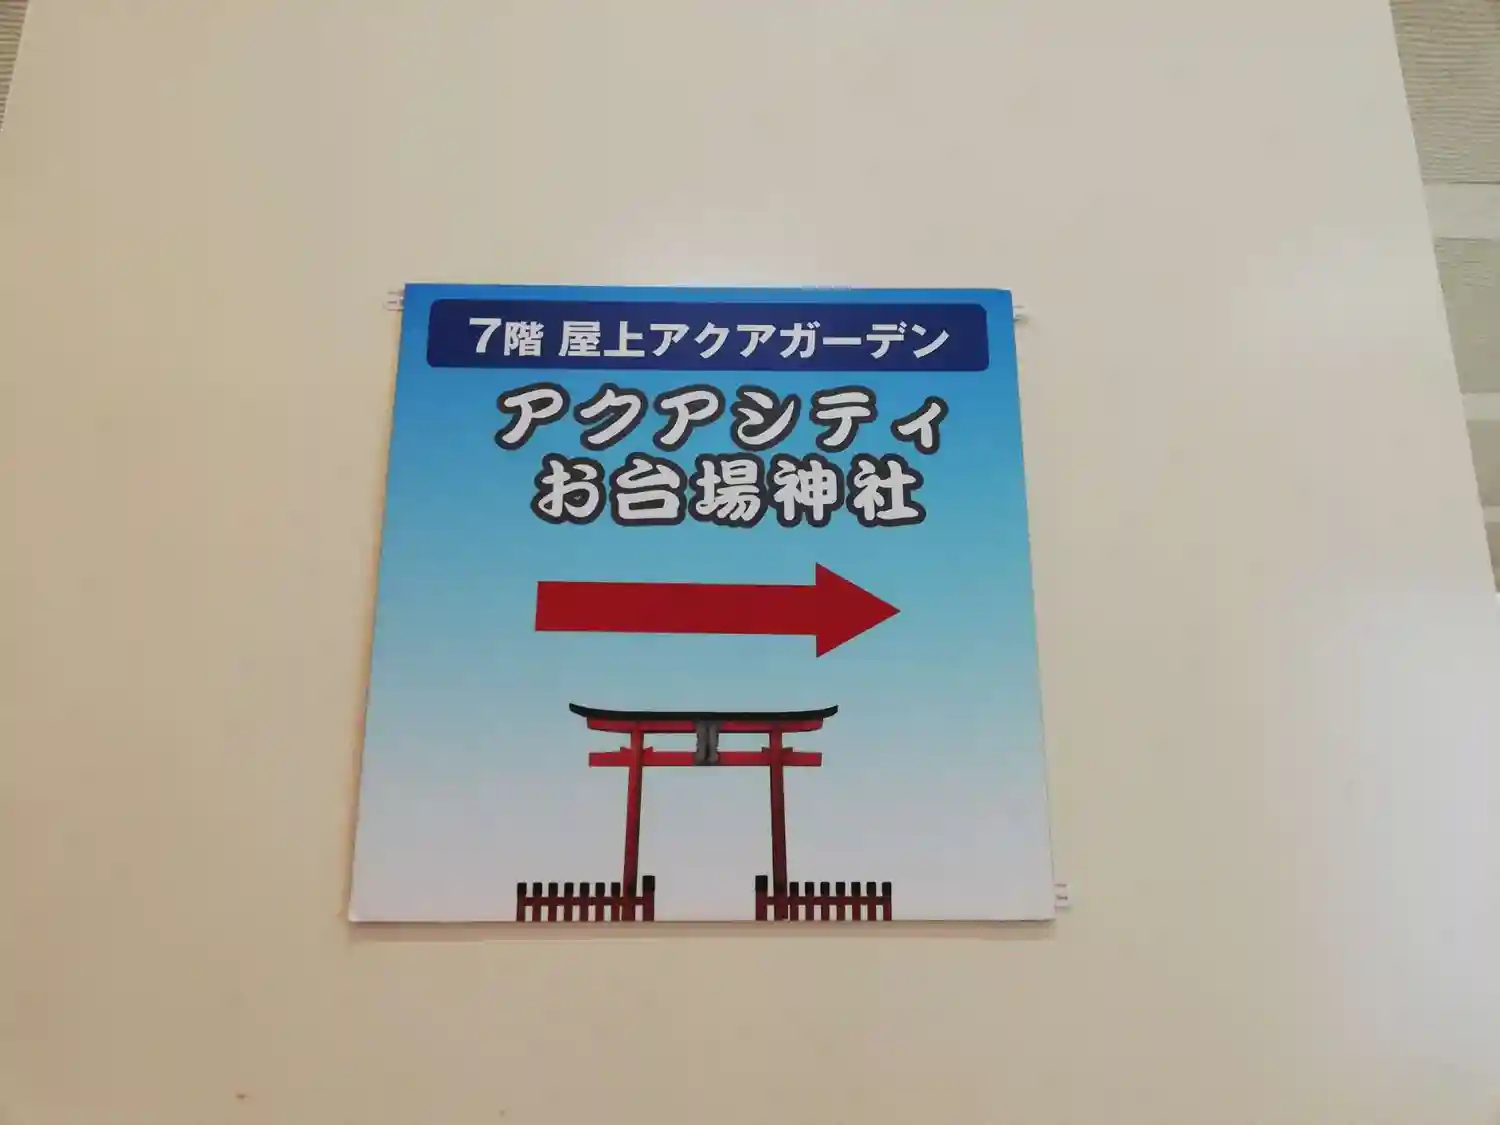 7階 屋上アクアガーデン
アクアシティ
お台場神社